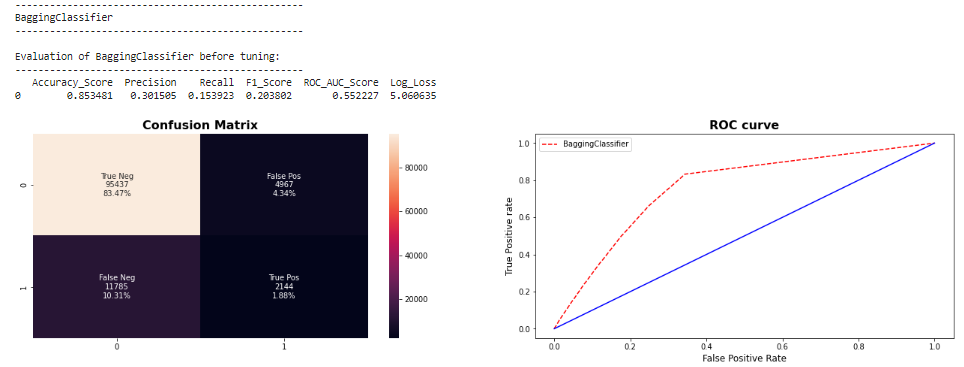 ------------------------------------------------
BaggingClassifier
------------------------------------------------
Evaluation of BaggingClassifier before tuning:
------------------------------------------------
Accuracy_Score Precision Recall F1_Score ROC_AUC_Score Log_Loss
0 0.853481 0.301505 0.153923 0.203802 0.552227 5.060635
Confusion Matrix
True Neg
95437
83.47%
False Pos
4967
4.34%
False Neg
11785
10.31%
True Pos
2144
1.88%
0
1
0
1
80000
60000
40000
20000
ROC curve
BaggingClassifier
True Positive rate
1.0
0.8
0.6
0.4
0.2
0.0
0.0
0.2
0.4
0.6
0.8
1.0
False Positive Rate